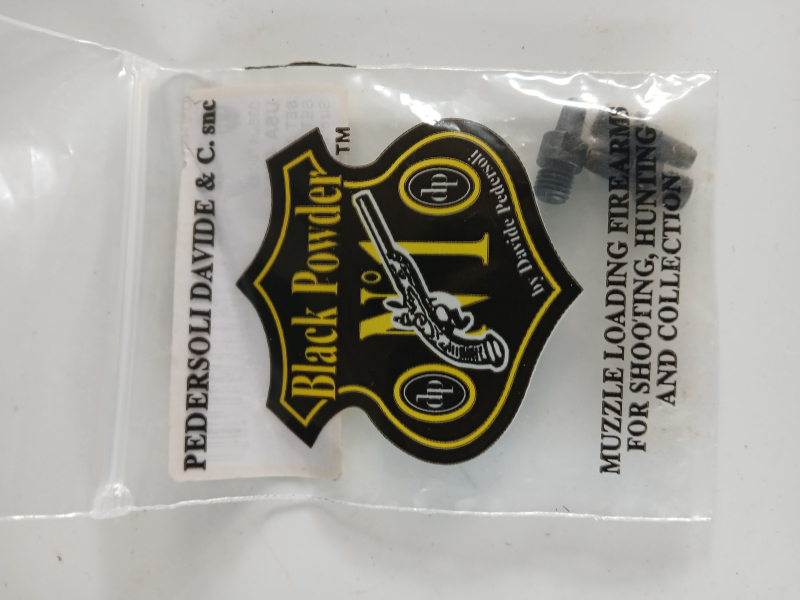 PEDERSOLI DAVIDE & C. snc
Black Powder TM
N° 1
dp dp
by Davide Pedersoli
MUZZLE LOADING FIREARMS
FOR SHOOTING, HUNTING
AND COLLECTION